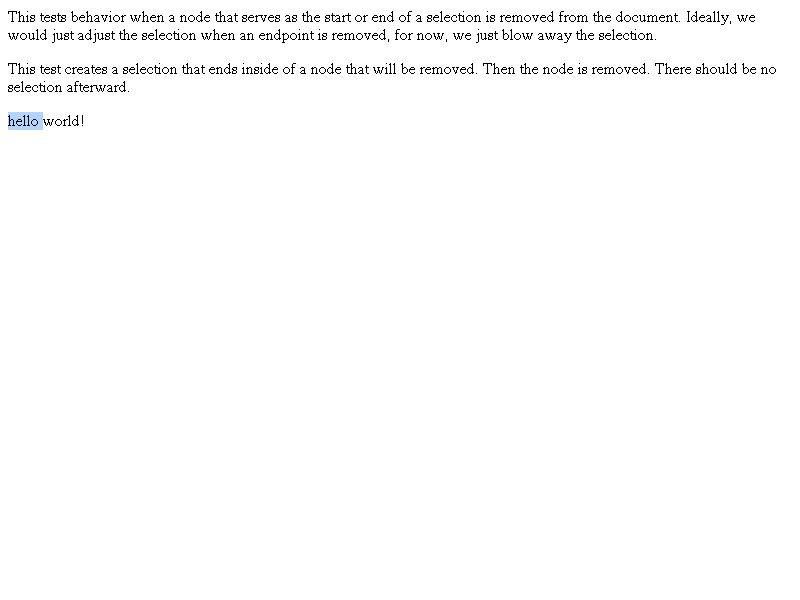 This tests behavior when a node that serves as the start or end of a selection is removed from the document. Ideally, we
would just adjust the selection when an endpoint is removed, for now, we just blow away the selection.
This test creates a selection that ends inside of a node that will be removed. Then the node is removed. There should be no
selection afterward.
hello world!